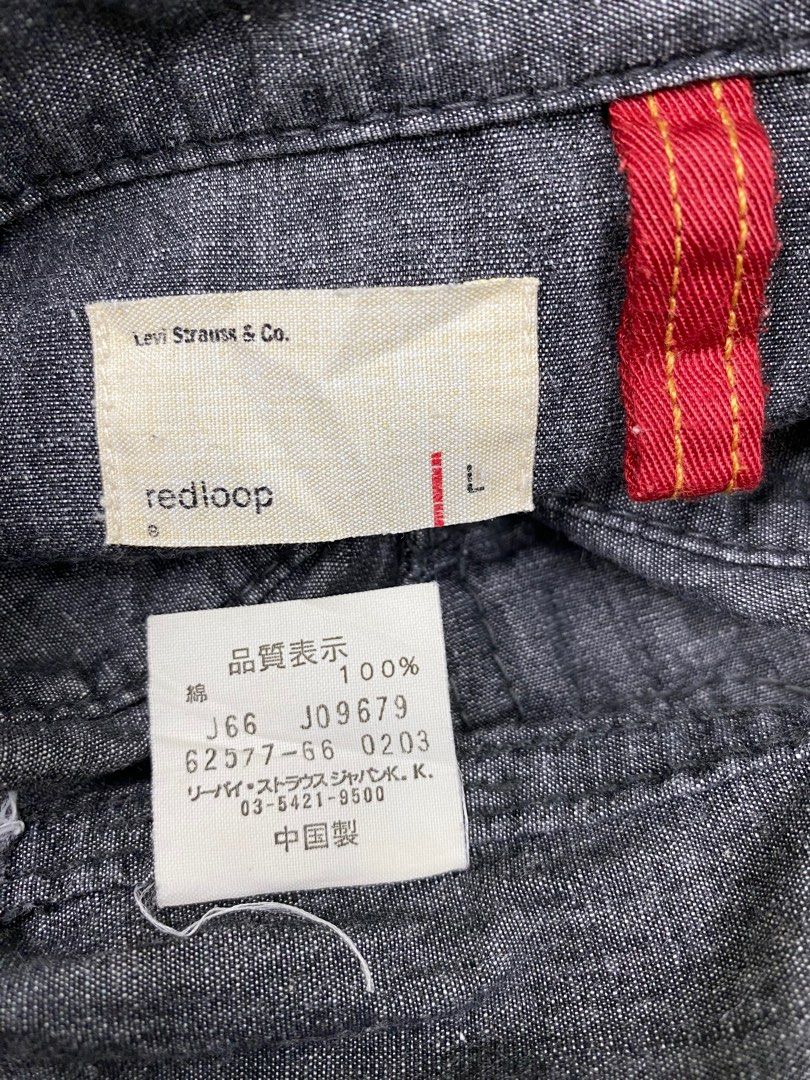 Levi Strauss & Co.
redloop
L
品質表示
綿 100%
J66 J09679
62577-66 0203
リーバイ・ストラウスジャパンK.K.
03-5421-9500
中国製